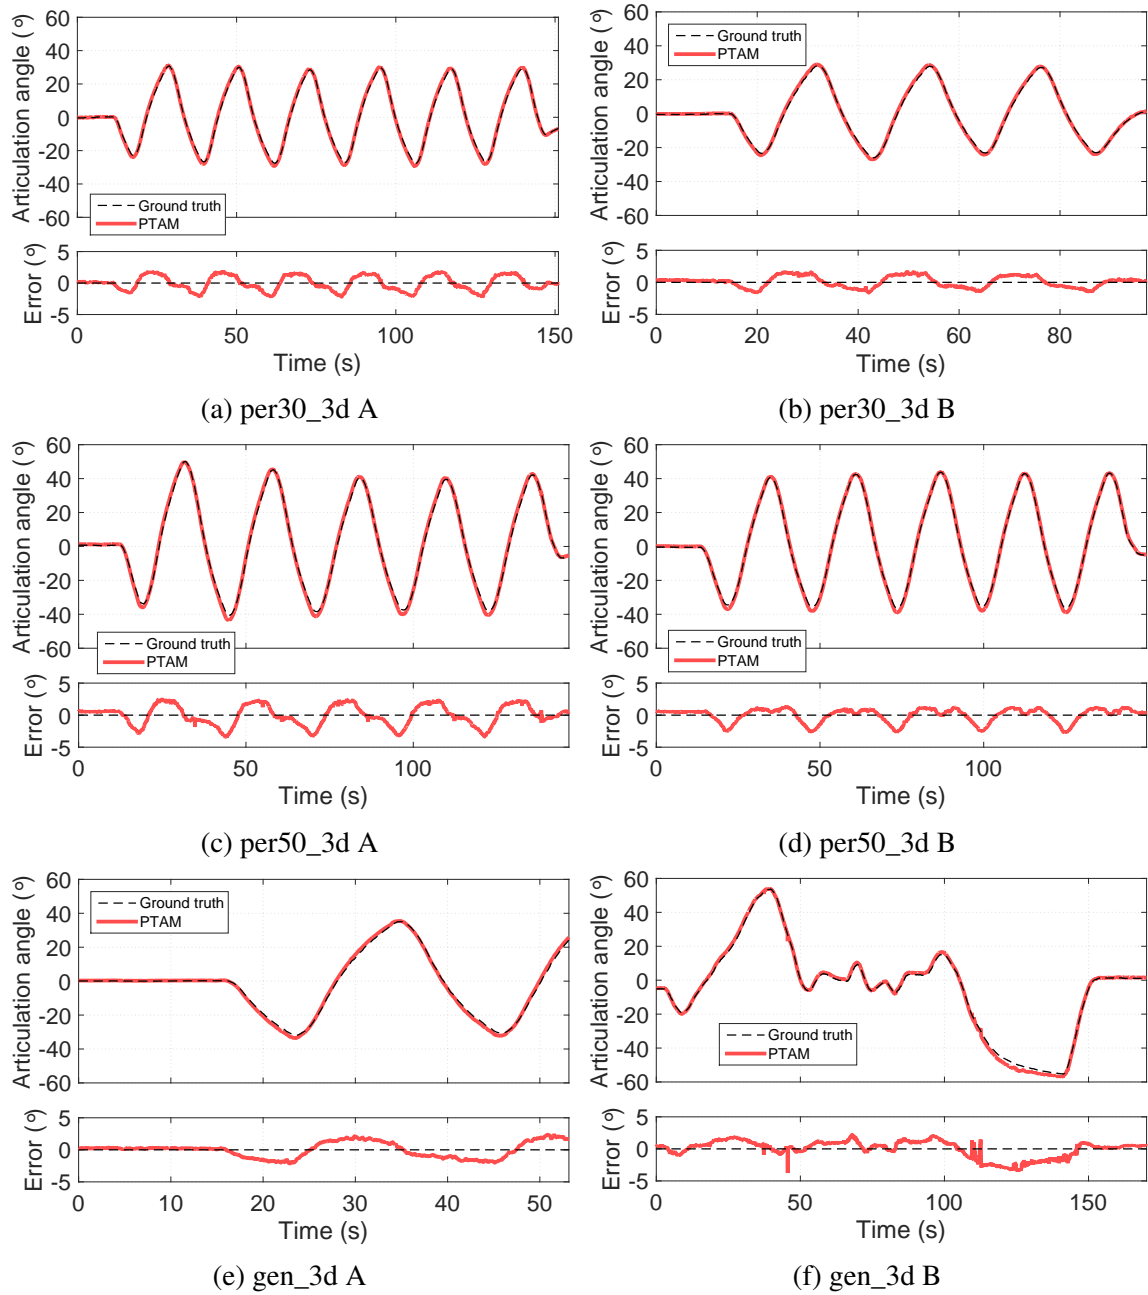 Articulation angle (º)
60
40
20
0
-20
-40
-60
Ground truth
PTAM
Error (º)
5
0
-5
0 50 100 150
Time (s)
(a) per30_3d A
Articulation angle (º)
60
40
20
0
-20
-40
-60
Ground truth
PTAM
Error (º)
5
0
-5
0 20 40 60 80
Time (s)
(b) per30_3d B
Articulation angle (º)
60
40
20
0
-20
-40
-60
Ground truth
PTAM
Error (º)
5
0
-5
0 50 100
Time (s)
(c) per50_3d A
Articulation angle (º)
60
40
20
0
-20
-40
-60
Ground truth
PTAM
Error (º)
5
0
-5
0 50 100
Time (s)
(d) per50_3d B
Articulation angle (º)
60
40
20
0
-20
-40
-60
Ground truth
PTAM
Error (º)
5
0
-5
0 10 20 30 40 50
Time (s)
(e) gen_3d A
Articulation angle (º)
60
40
20
0
-20
-40
-60
Ground truth
PTAM
Error (º)
5
0
-5
0 50 100 150
Time (s)
(f) gen_3d B